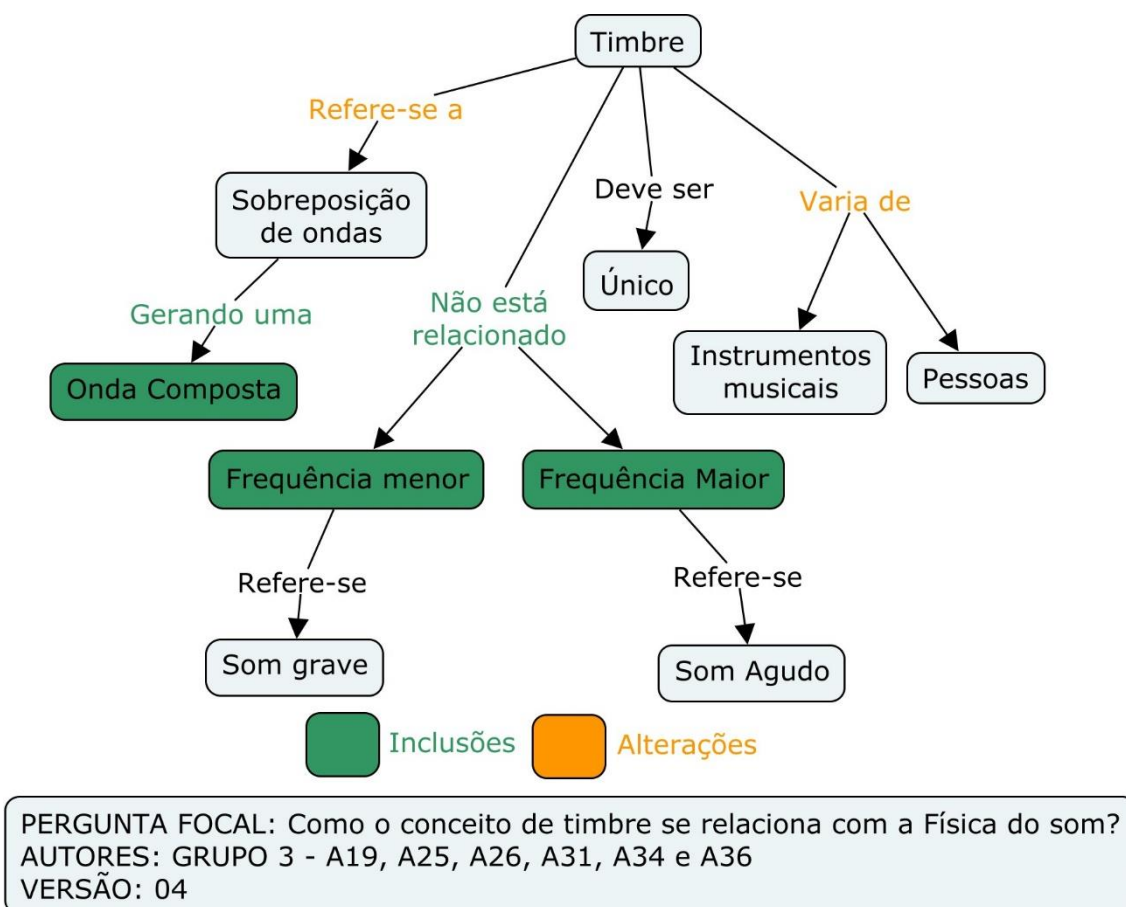 Timbre
Refere-se a
Sobreposição
de ondas
Gerando uma
Onda Composta
Não está
relacionado
Frequência menor
Refere-se
Som grave
Frequência Maior
Refere-se
Som Agudo
Deve ser
Único
Varia de
Instrumentos
musicais
Pessoas
Inclusões
Alterações
PERGUNTA FOCAL: Como o conceito de timbre se relaciona com a Física do som?
AUTORES: GRUPO 3 - A19, A25, A26, A31, A34 e A36
VERSÃO: 04